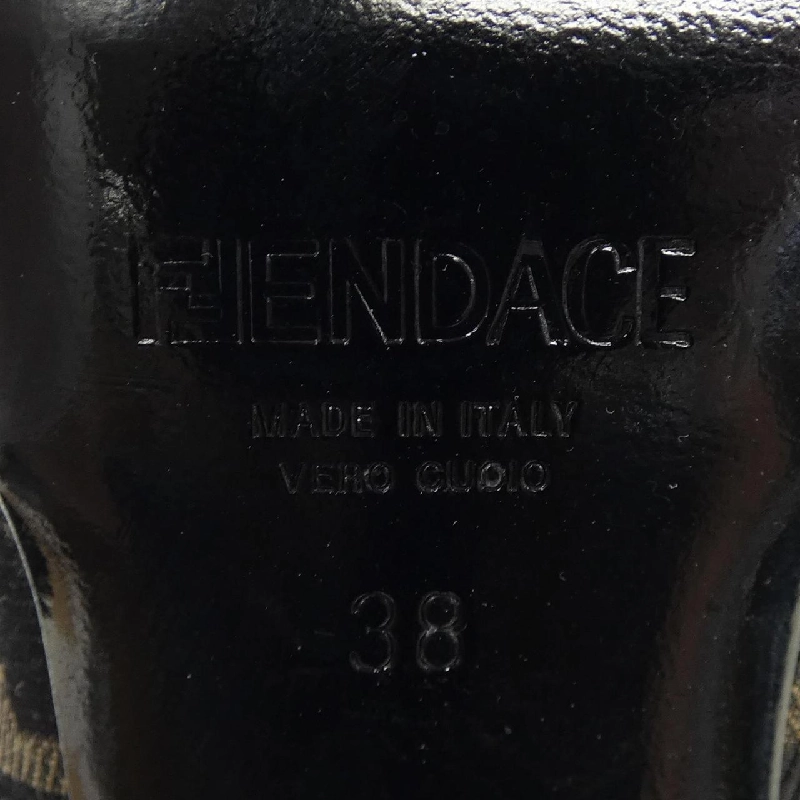 FENDACE
MADE IN ITALY
VERO CUOIO
38